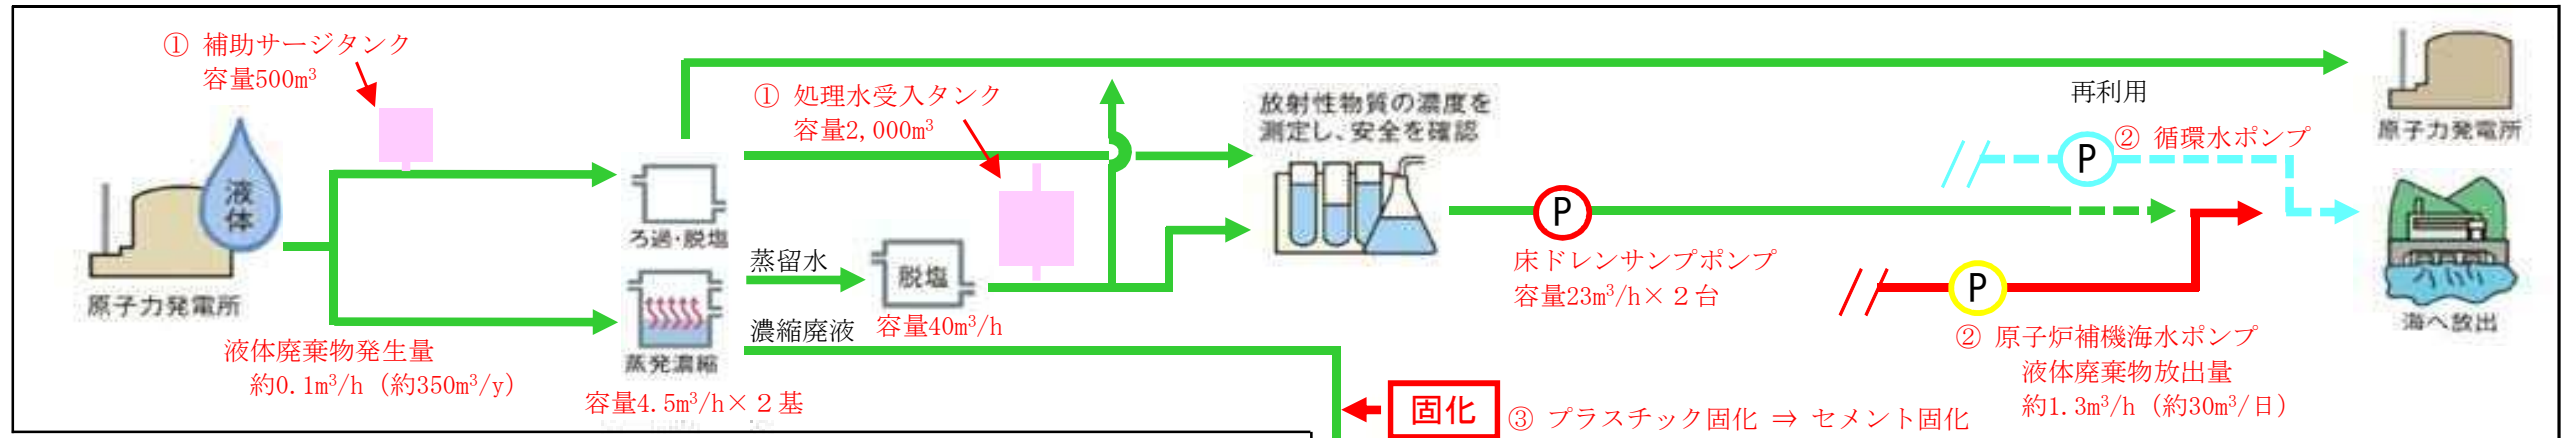 ① 補助サージタンク
容量500m³
液体
原子力発電所
液体廃棄物発生量
約0.1m³/h (約350m³/y)
ろ過・脱塩
蒸発濃縮
容量4.5m³/h×２基
① 処理水受入タンク
容量2,000m³
蒸留水
脱塩
容量40m³/h
濃縮廃液
放射性物質の濃度を
測定し、安全を確認
P
床ドレンサンプポンプ
容量23m³/h×２台
固化
③ プラスチック固化 ⇒ セメント固化
再利用
原子力発電所
P
② 循環水ポンプ
P
② 原子炉補機海水ポンプ
液体廃棄物放出量
約1.3m³/h (約30m³/日)
海へ放出